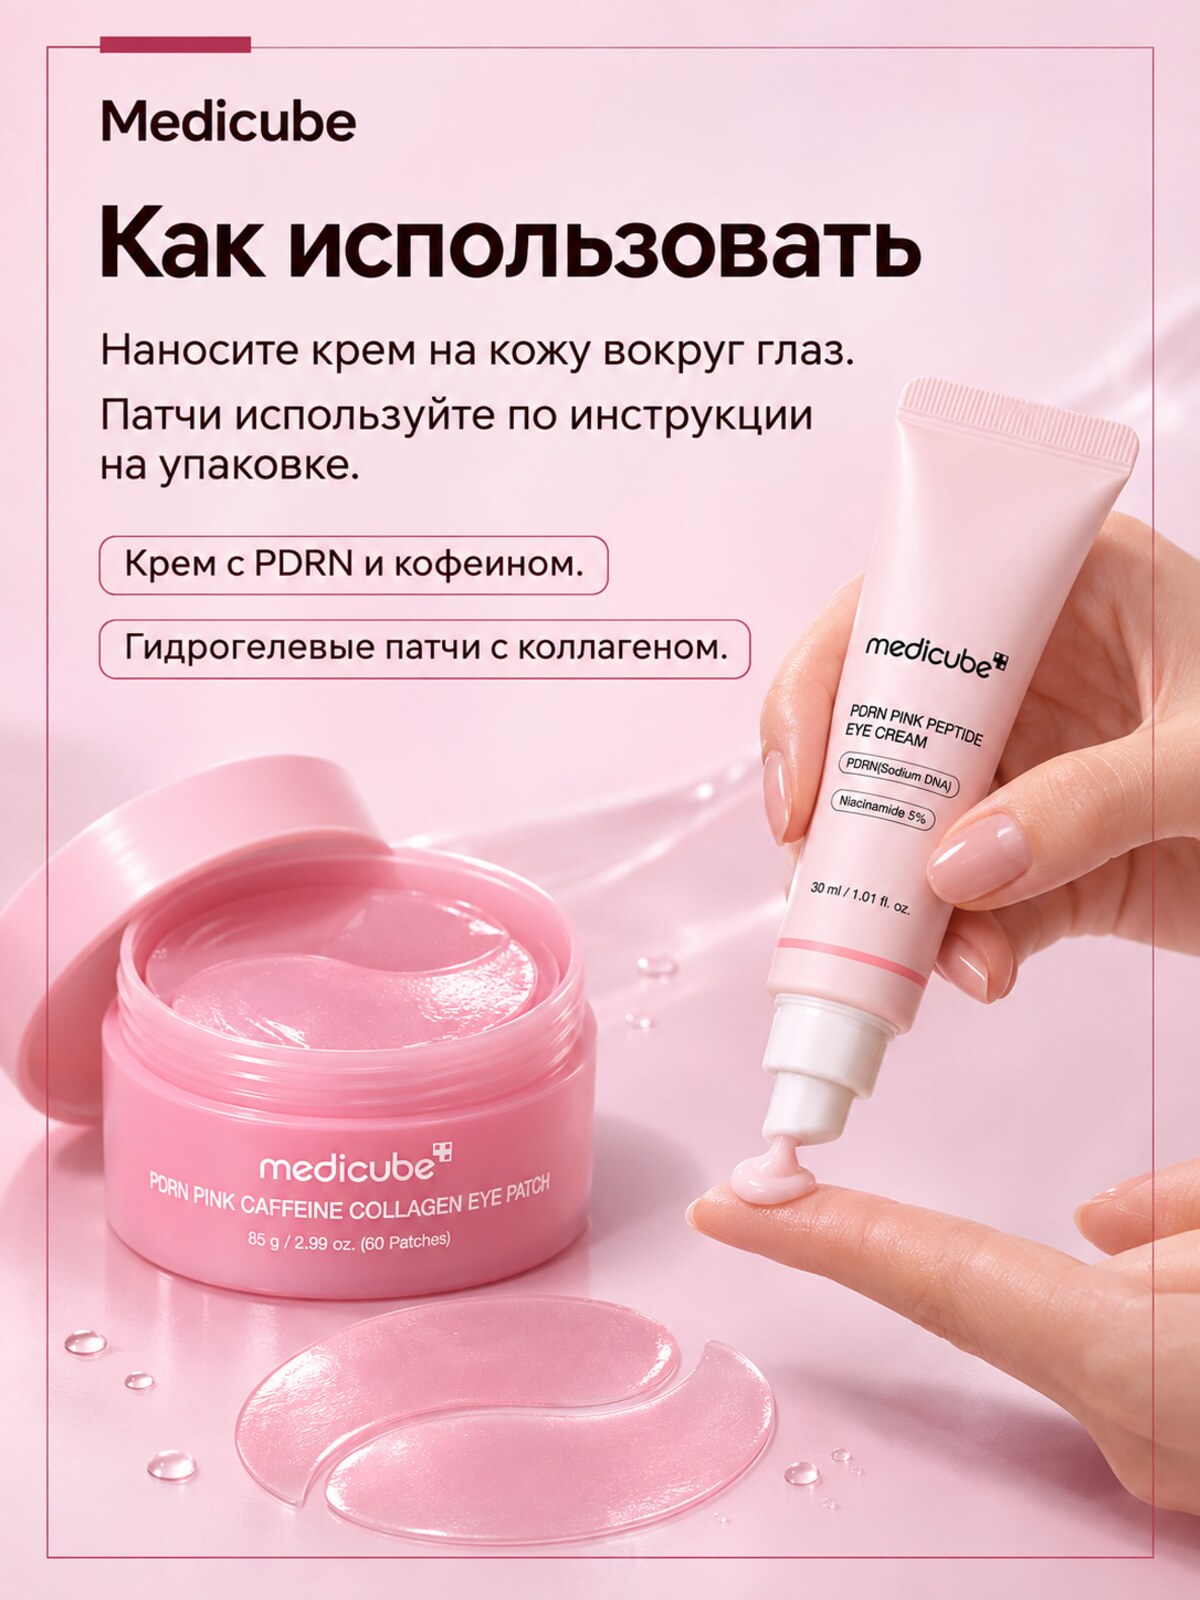 Medicube
Как использовать
Наносите крем на кожу вокруг глаз.
Патчи используйте по инструкции
на упаковке.
Крем с PDRN и кофеином.
Гидрогелевые патчи с коллагеном.
medicube
PDRN PINK PEPTIDE
EYE CREAM
PDRN(Sodium DNA)
Niacinamide 5%
30 ml / 1.01 fl. oz.
medicube
PDRN PINK CAFFEINE COLLAGEN EYE PATCH
85 g / 2.99 oz. (60 Patches)